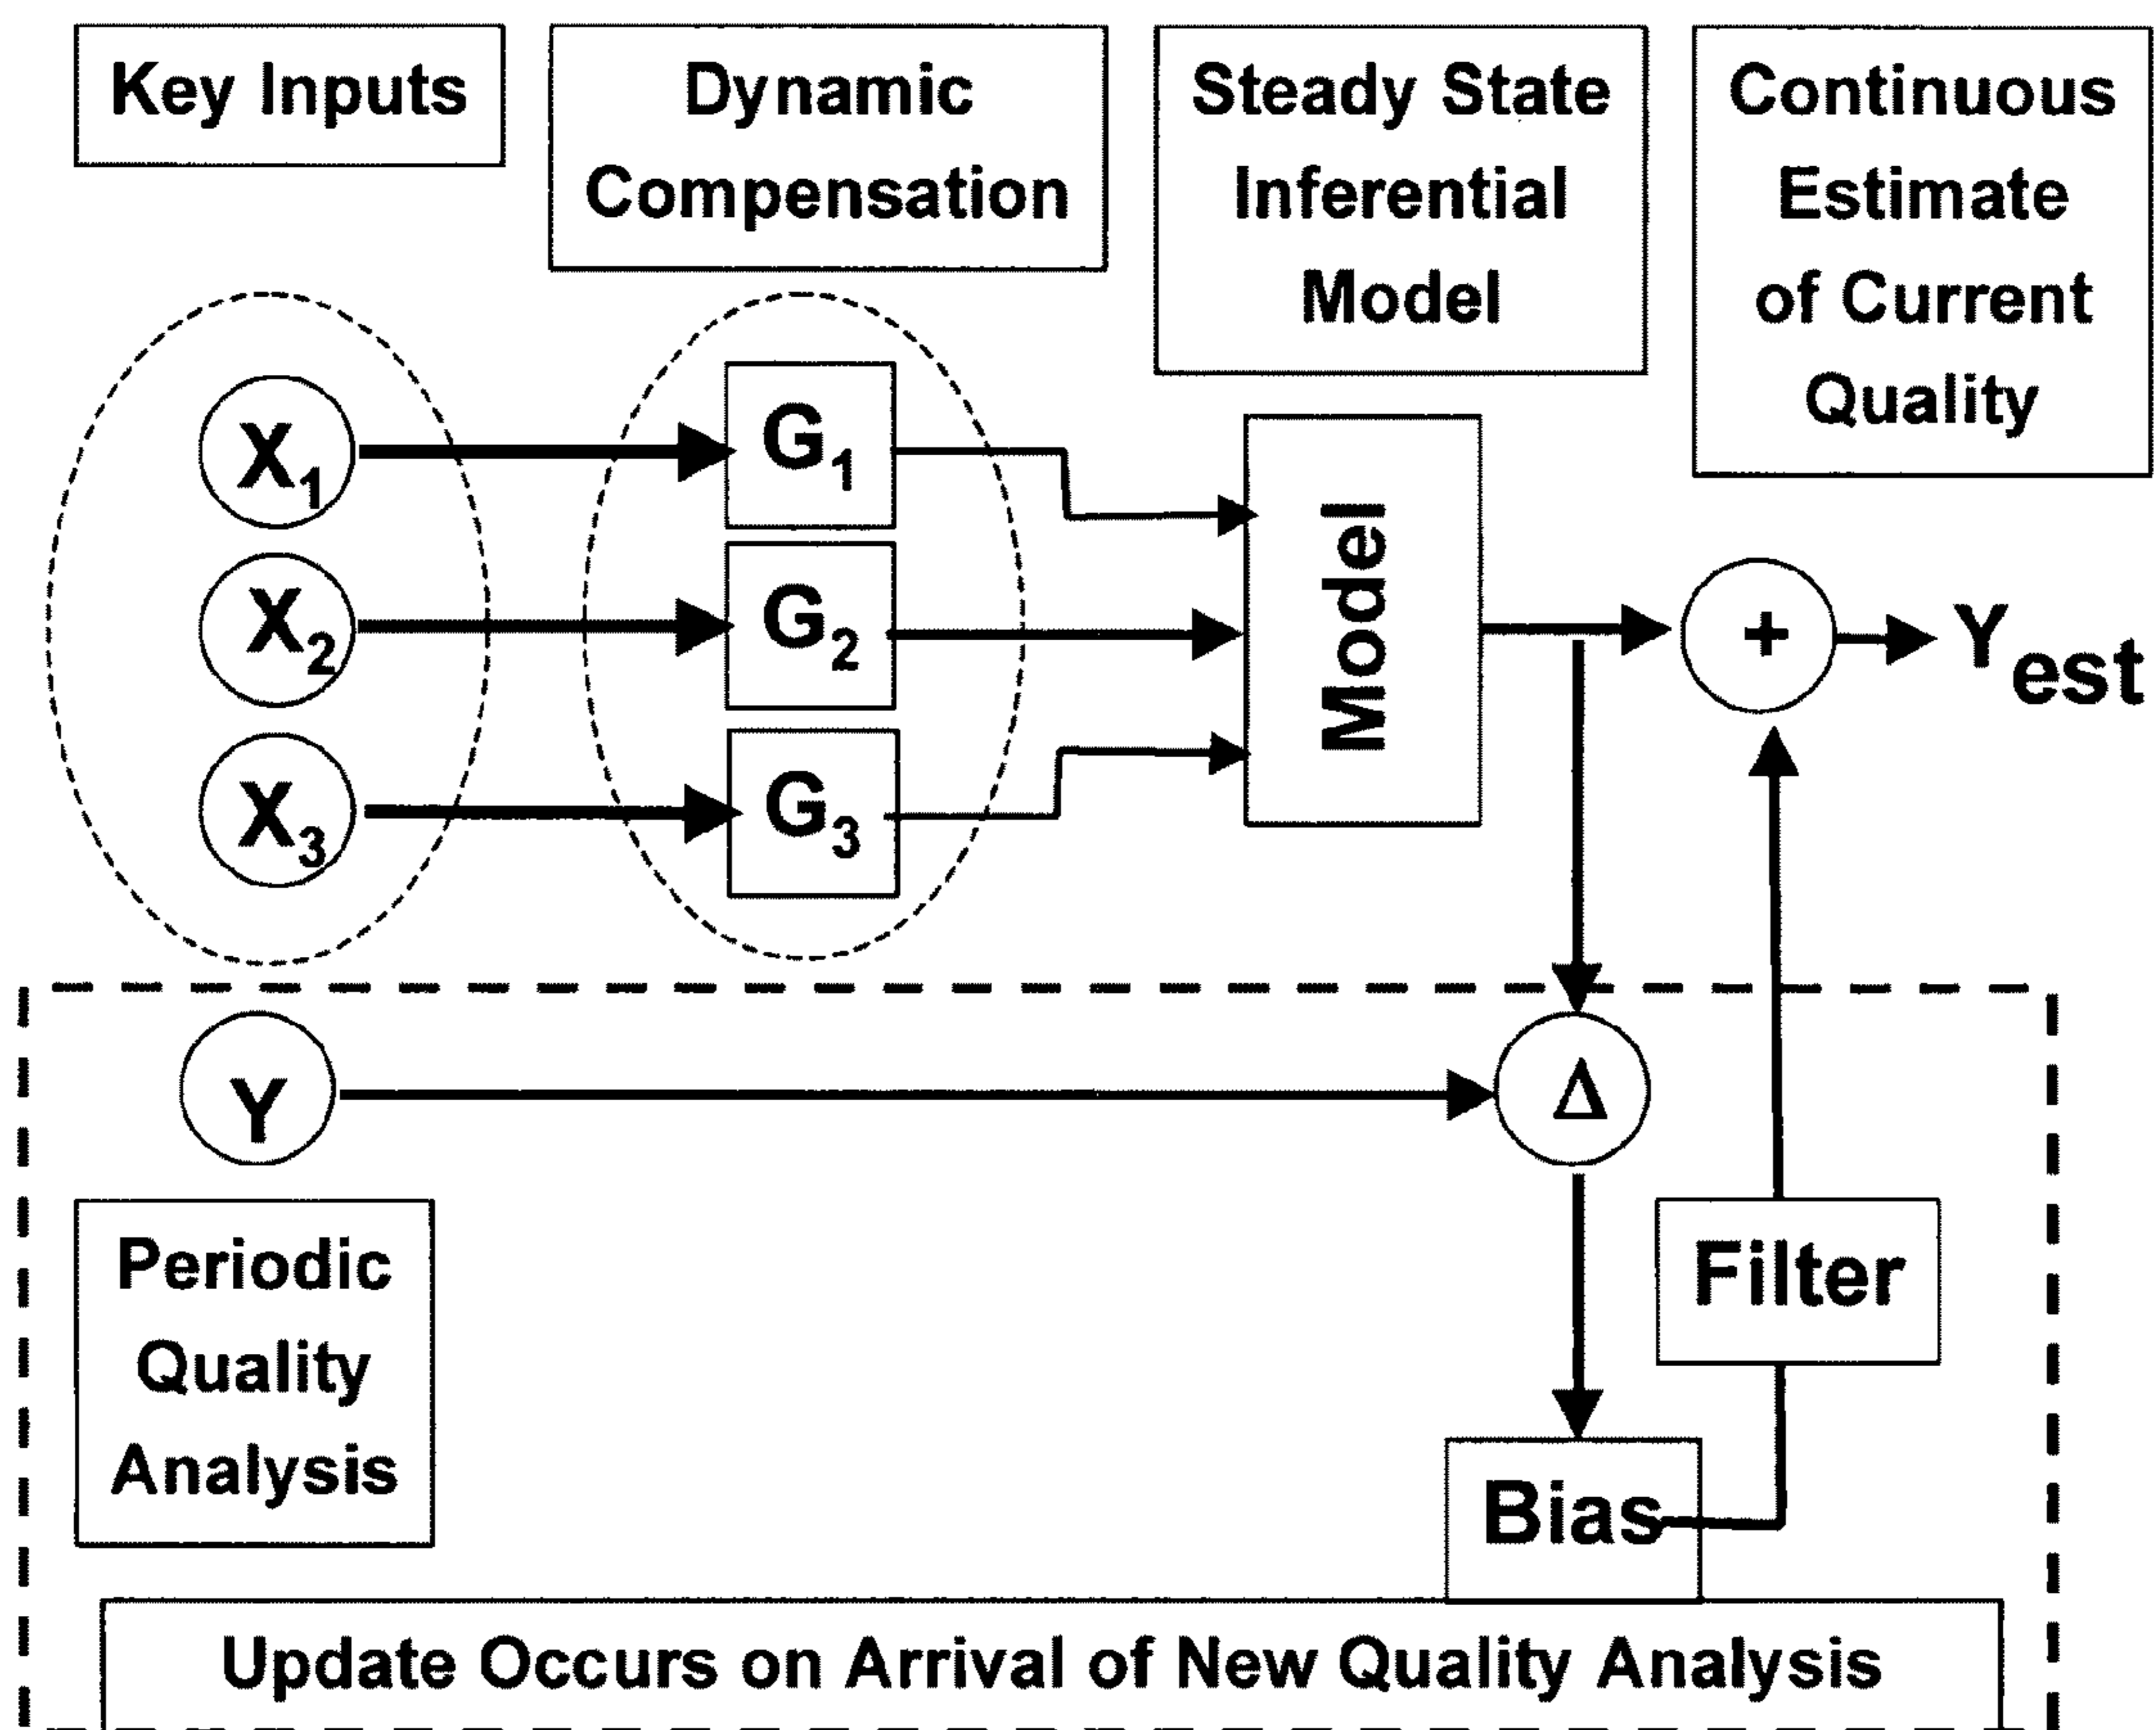 Key Inputs
Dynamic
Compensation
Steady State
Inferential
Model
Continuous
Estimate
of Current
Quality
X1
G1
X2
G2
X3
G3
Model
+
Yest
Y
Δ
Periodic
Quality
Analysis
Filter
Bias
Update Occurs on Arrival of New Quality Analysis